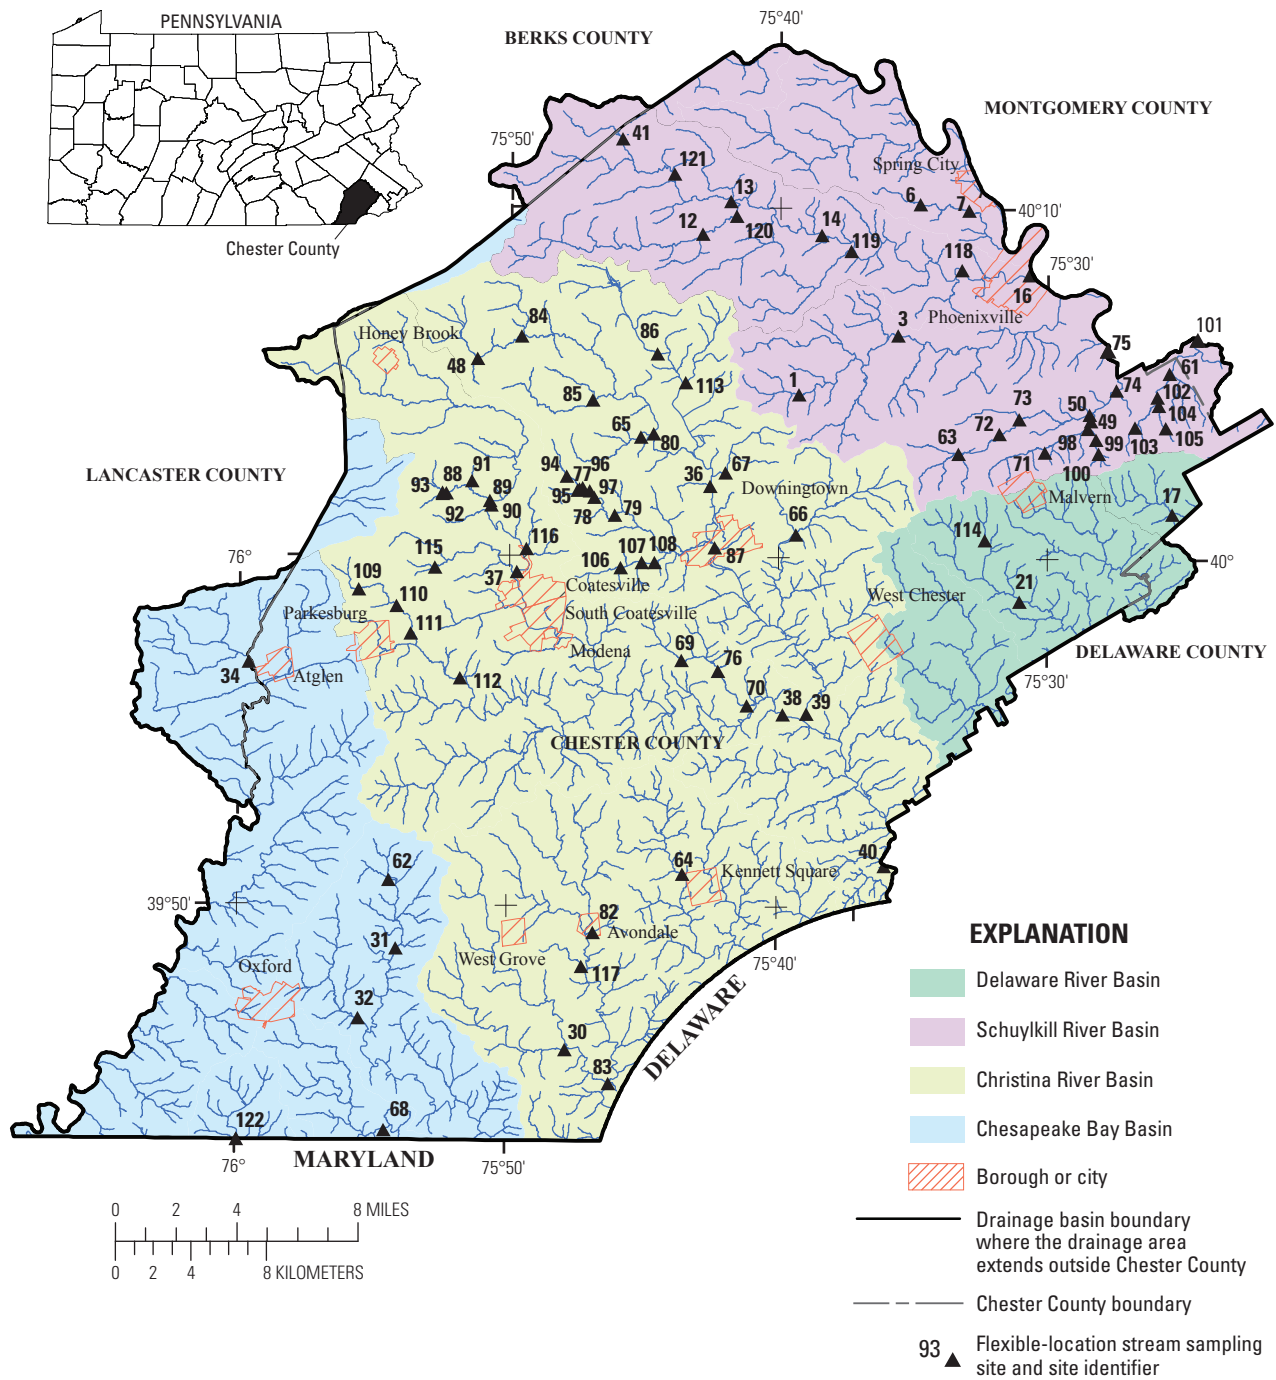 PENNSYLVANIA
Chester County
75°40'
BERKS COUNTY
MONTGOMERY COUNTY
75°50'
41
121
Spring City
13
6
7
40°10'
12
120
14
119
118
75°30'
16
Phoenixville
3
101
84
86
Honey Brook
48
75
61
113
1
74
102
85
73
50
104
65
80
72
49
63
98
99
103
105
71
100
LANCASTER COUNTY
91
94
96
77
67
36
Downingtown
Malvern
93
88
89
95
97
17
92
90
78
79
66
114
116
115
107
108
87
76°
40°
109
37
106
Coatesville
110
West Chester
21
Parkesburg
South Coatesville
111
Modena
69
DELAWARE COUNTY
34
Atglen
76
75°30'
112
70
38
39
CHESTER COUNTY
62
64
40
Kennett Square
39°50'
82
Avondale
31
West Grove
75°40'
Oxford
117
32
DELAWARE
30
83
122
68
MARYLAND
76°
75°50'
0 2 4 8 MILES
0 2 4 8 KILOMETERS
EXPLANATION
Delaware River Basin
Schuylkill River Basin
Christina River Basin
Chesapeake Bay Basin
Borough or city
Drainage basin boundary
where the drainage area
extends outside Chester County
Chester County boundary
93
Flexible-location stream sampling
site and site identifier